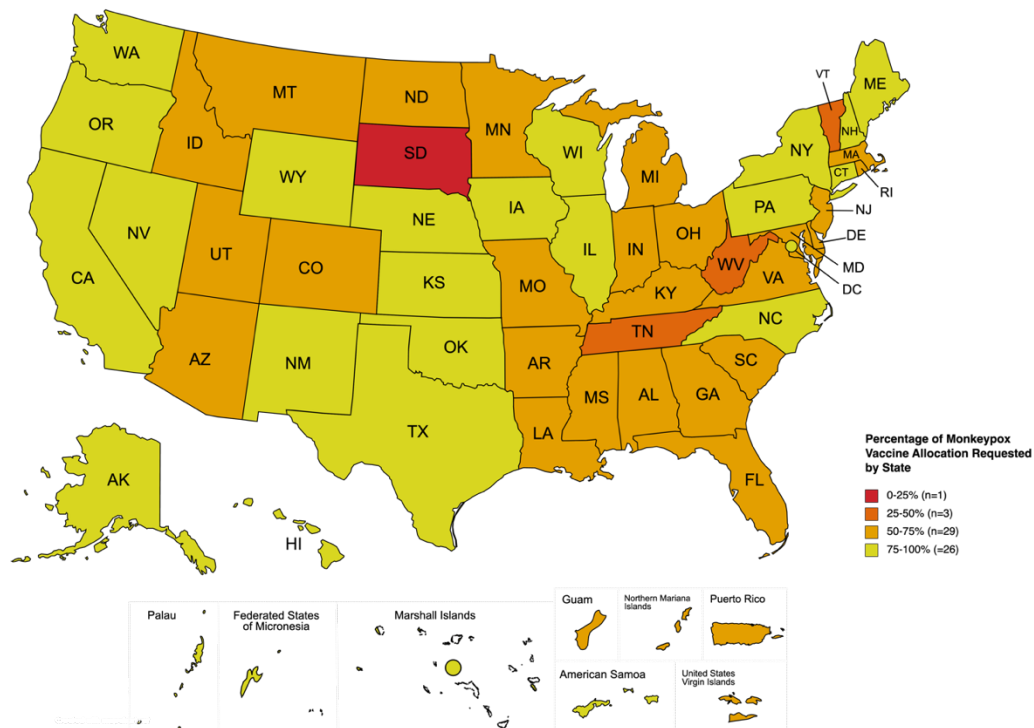 WA
OR
CA
NV
ID
MT
WY
UT
AZ
CO
NM
ND
SD
NE
KS
OK
TX
MN
IA
MO
AR
LA
WI
IL
MI
IN
OH
KY
TN
MS
AL
GA
FL
SC
NC
VA
WV
PA
NY
VT
NH
ME
MA
CT
RI
NJ
DE
MD
DC
AK
HI
Percentage of Monkeypox
Vaccine Allocation Requested
by State
0-25% (n=1)
25-50% (n=3)
50-75% (n=29)
75-100% (=26)
Palau
Federated States
of Micronesia
Marshall Islands
Guam
Northern Mariana
Islands
Puerto Rico
American Samoa
United States
Virgin Islands